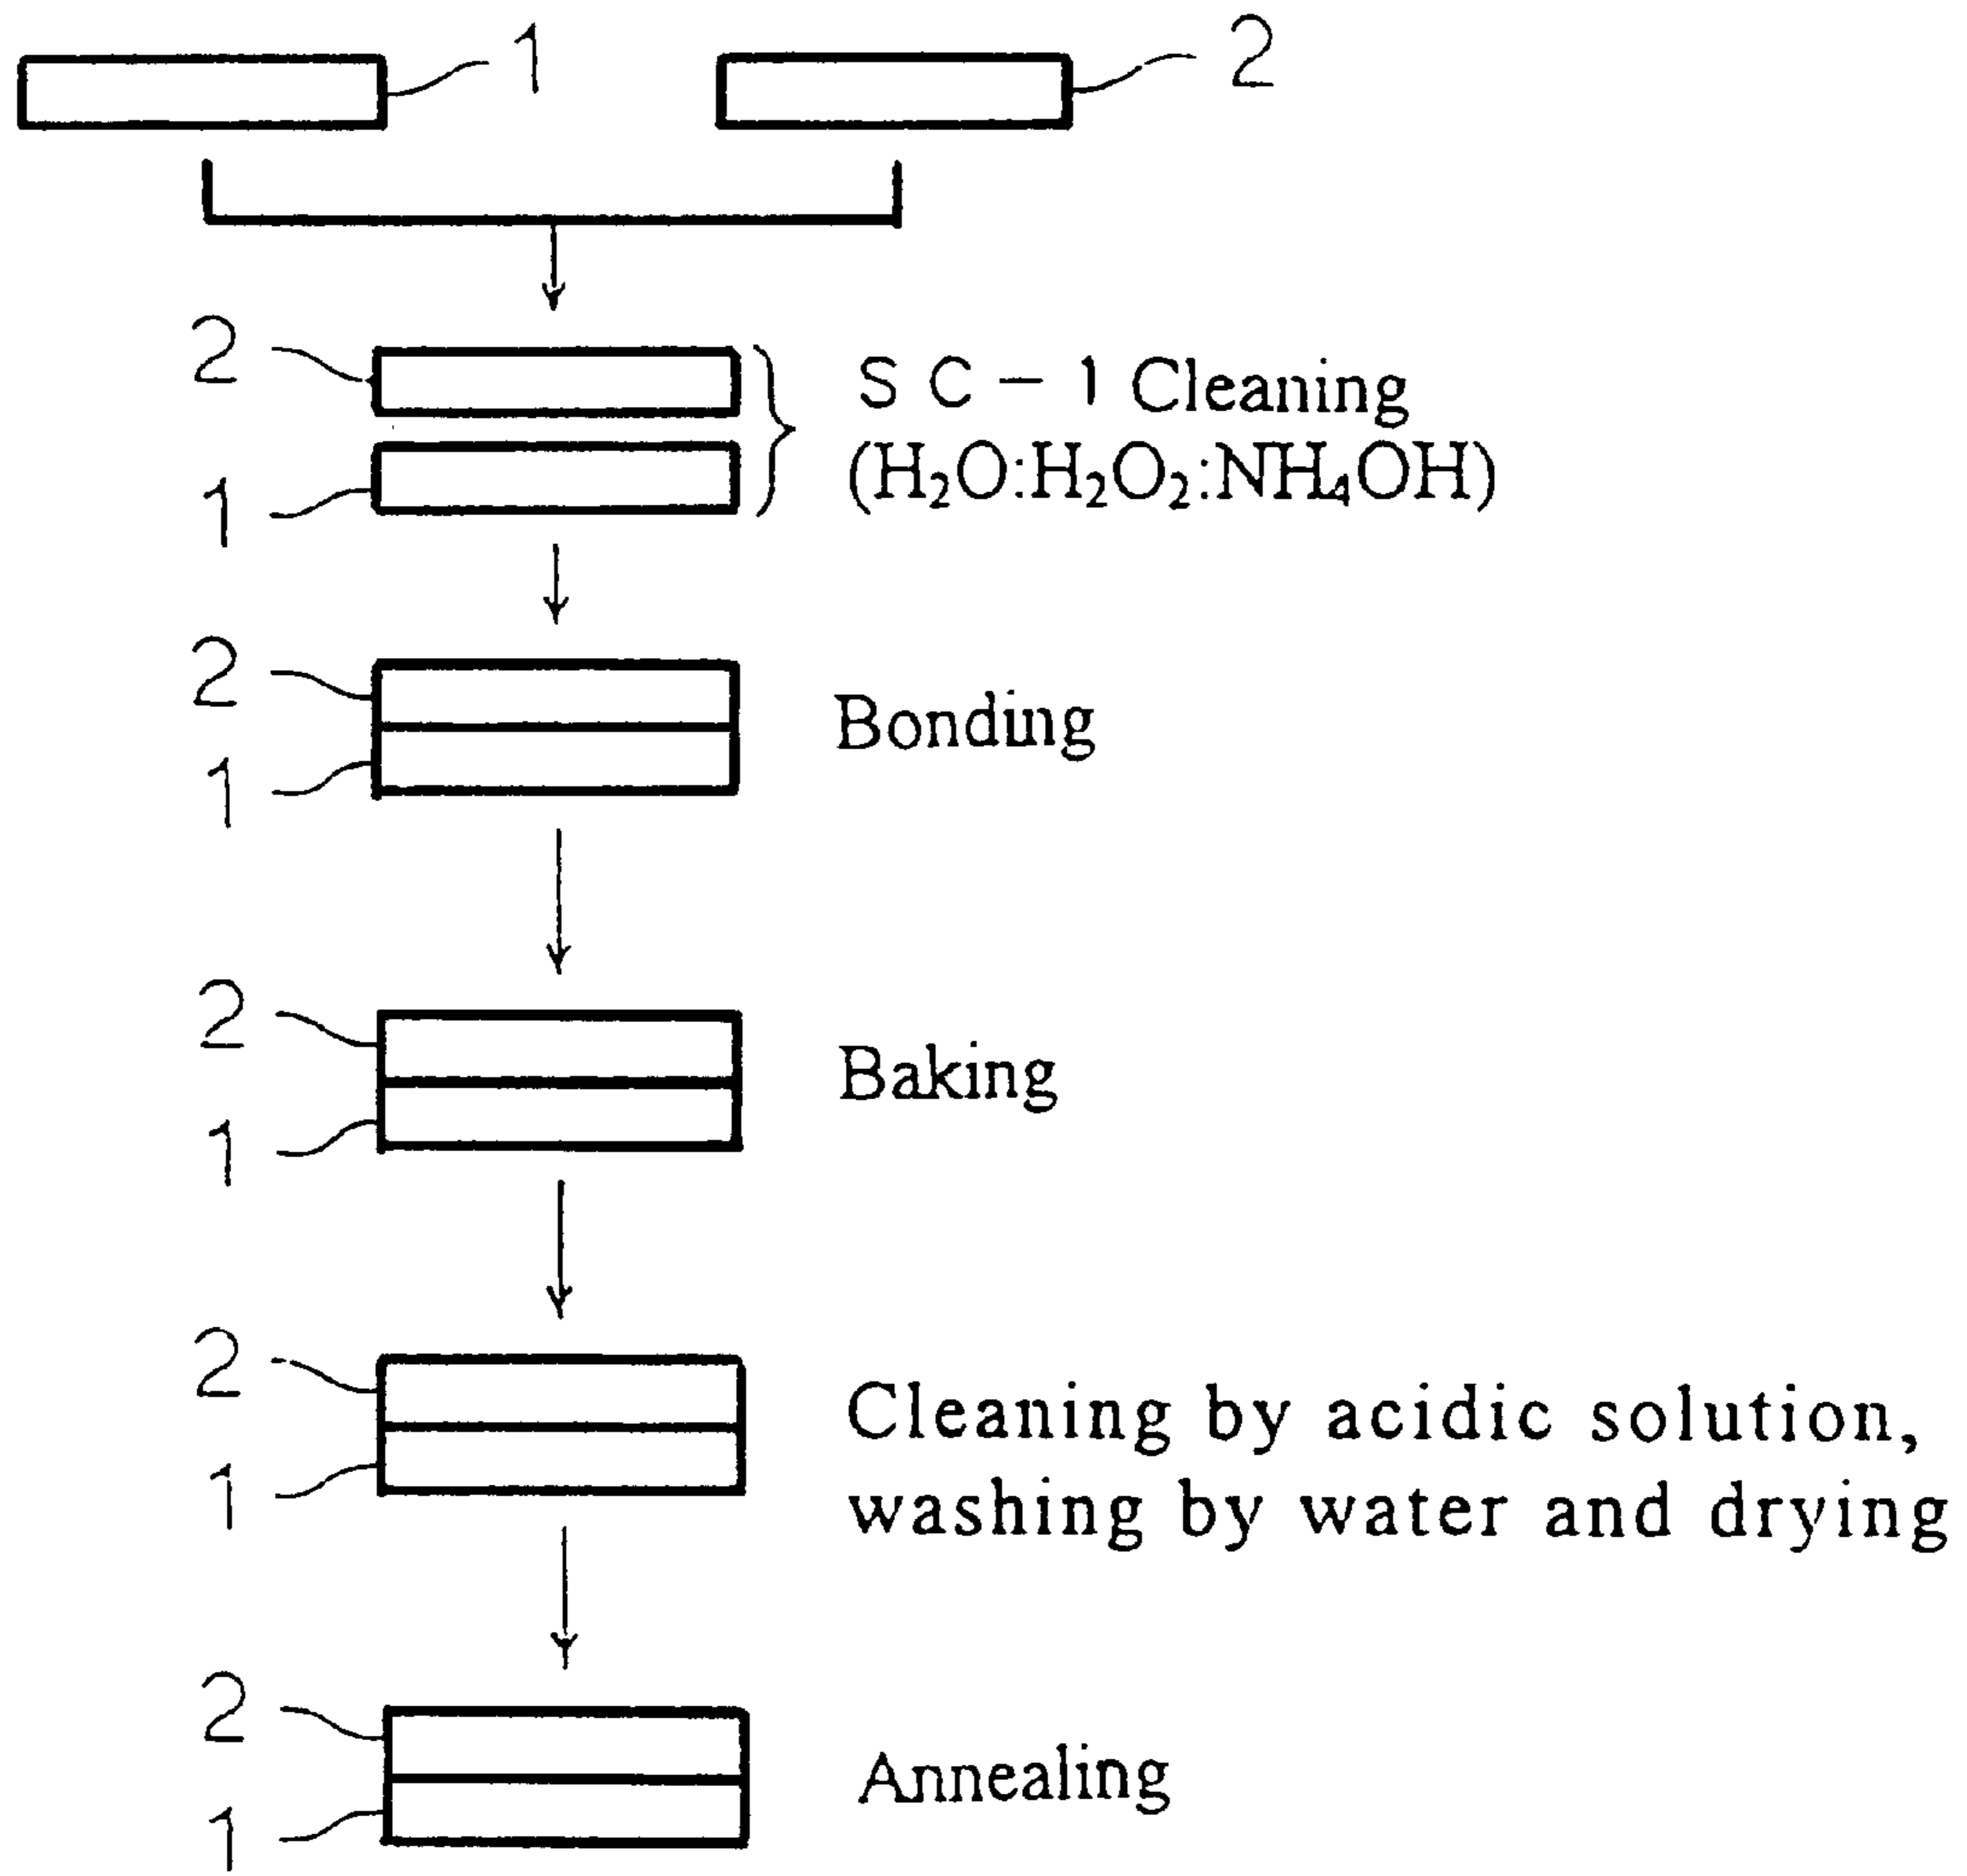 1
2
2
S C - 1 Cleaning
(H₂O:H₂O₂:NH₄OH)
1
2
Bonding
1
2
Baking
1
2
Cleaning by acidic solution,
1
washing by water and drying
2
Annealing
1